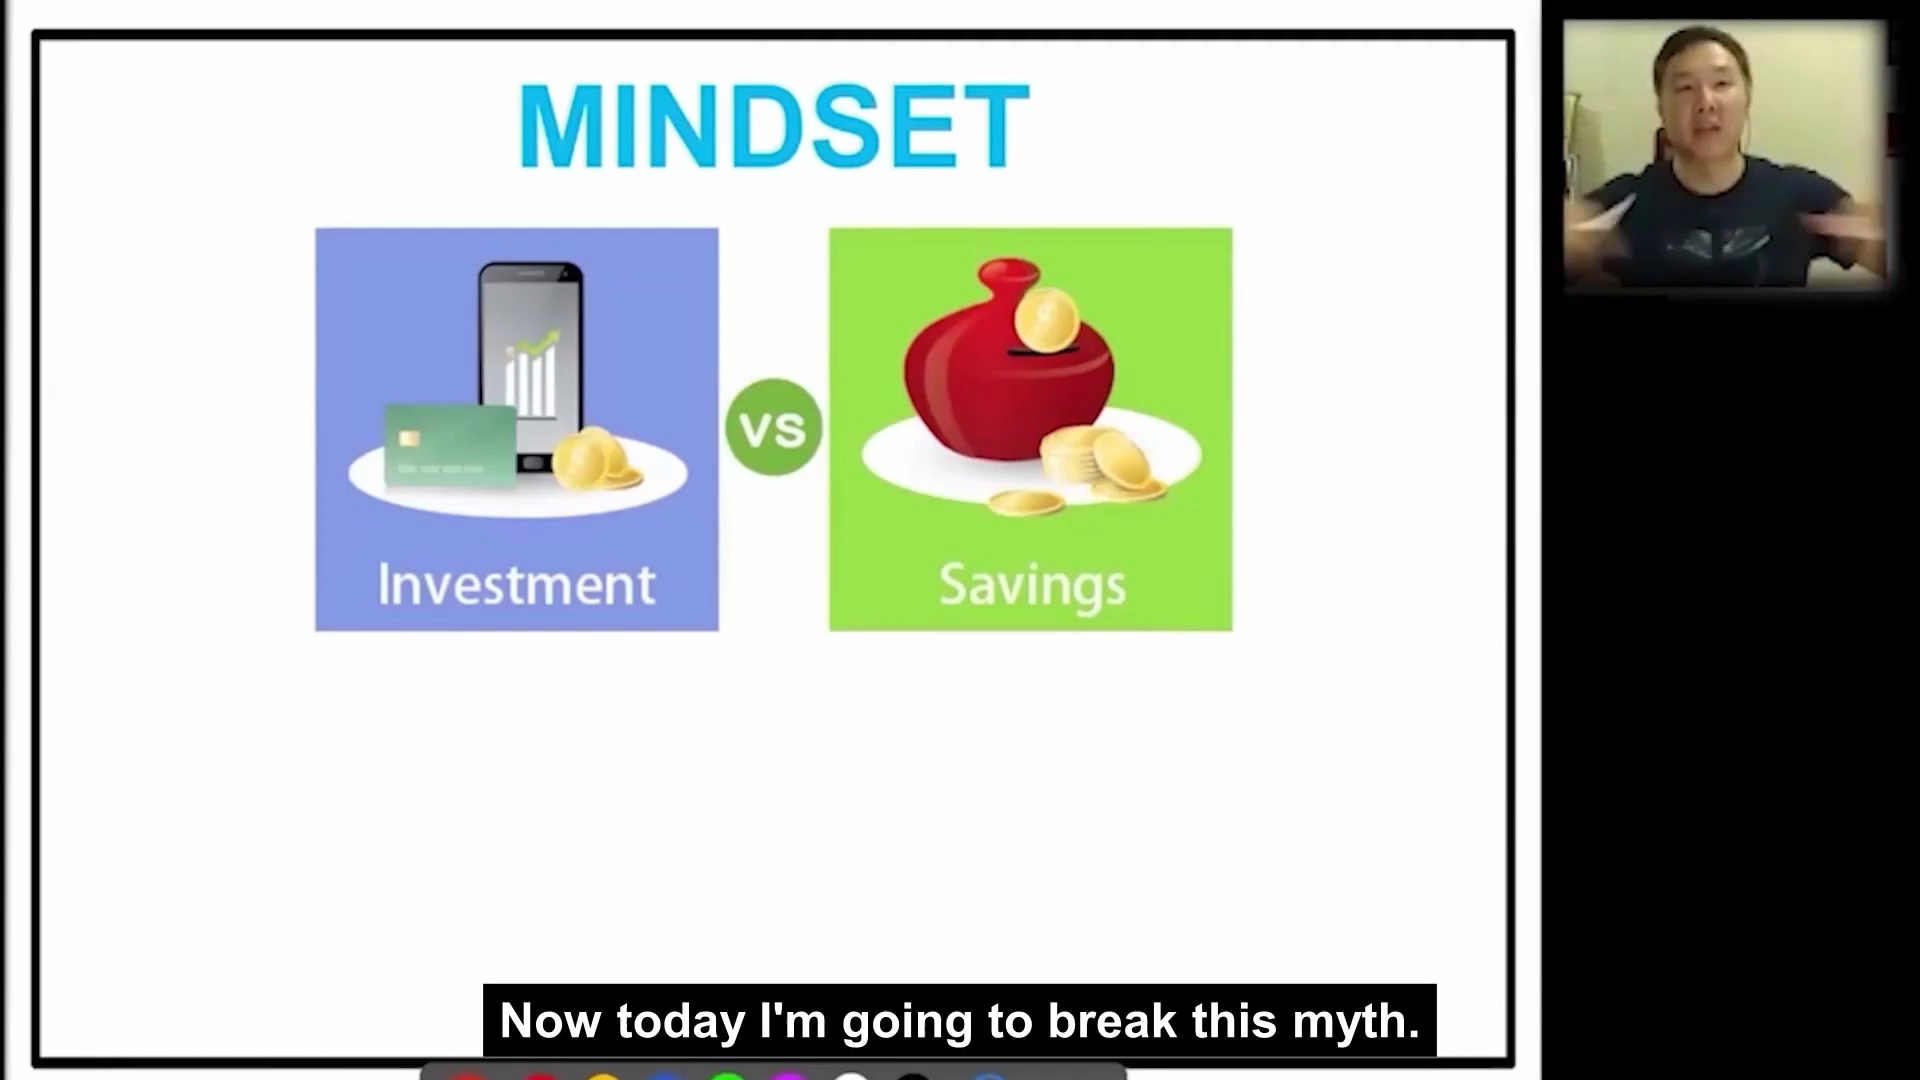 MINDSET
VS
Investment
Savings
Now today I'm going to break this myth.